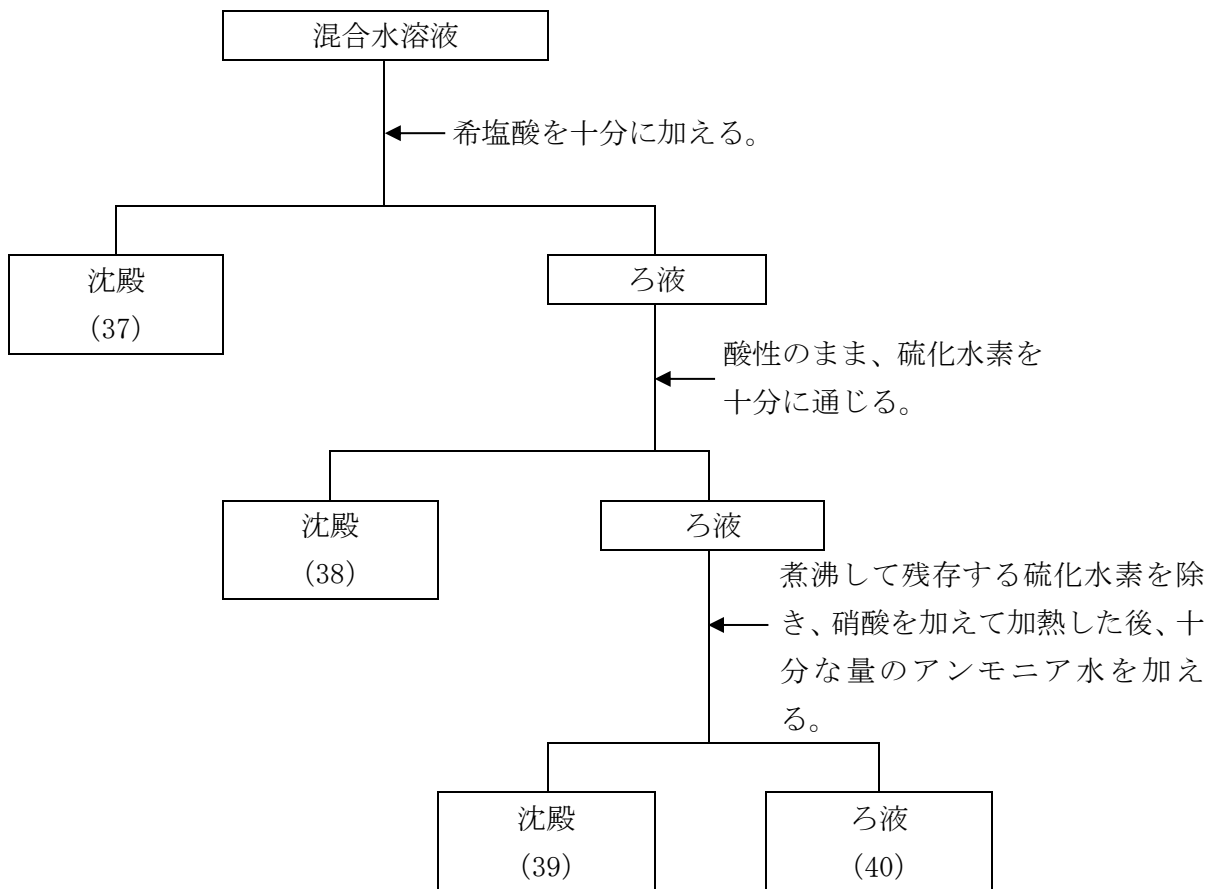 混合水溶液
希塩酸を十分に加える。
沈殿
(37)
ろ液
酸性のまま、硫化水素を
十分に通じる。
沈殿
(38)
ろ液
煮沸して残存する硫化水素を除
き、硝酸を加えて加熱した後、十
分な量のアンモニア水を加え
る。
沈殿
(39)
ろ液
(40)